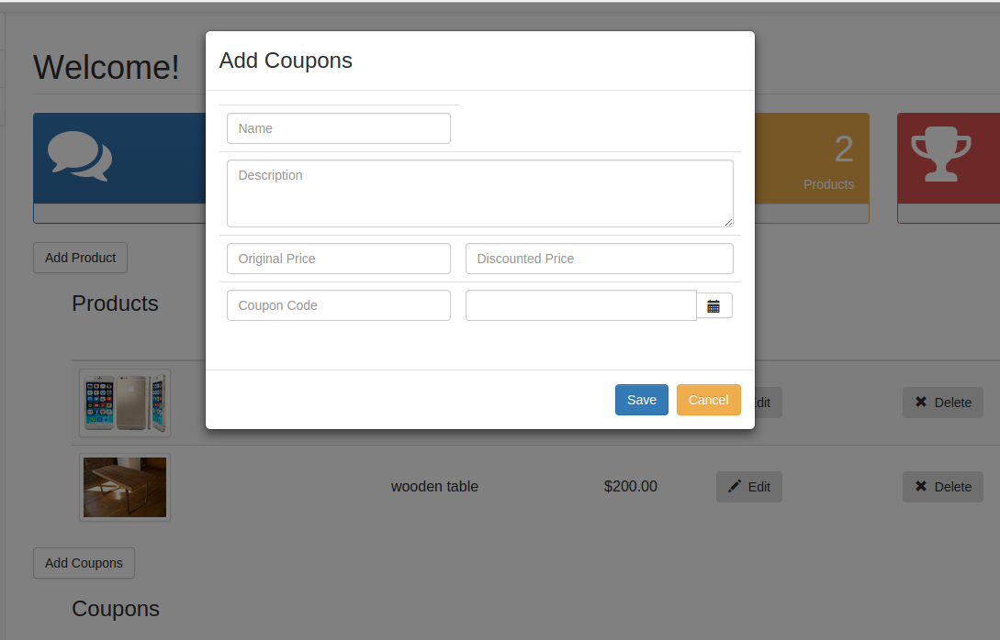 Welcome!
Add Coupons
Name
Description
Original Price
Discounted Price
Coupon Code
Save
Cancel
2
Products
Add Product
Products
Delete
wooden table
$200.00
Edit
Delete
Add Coupons
Coupons